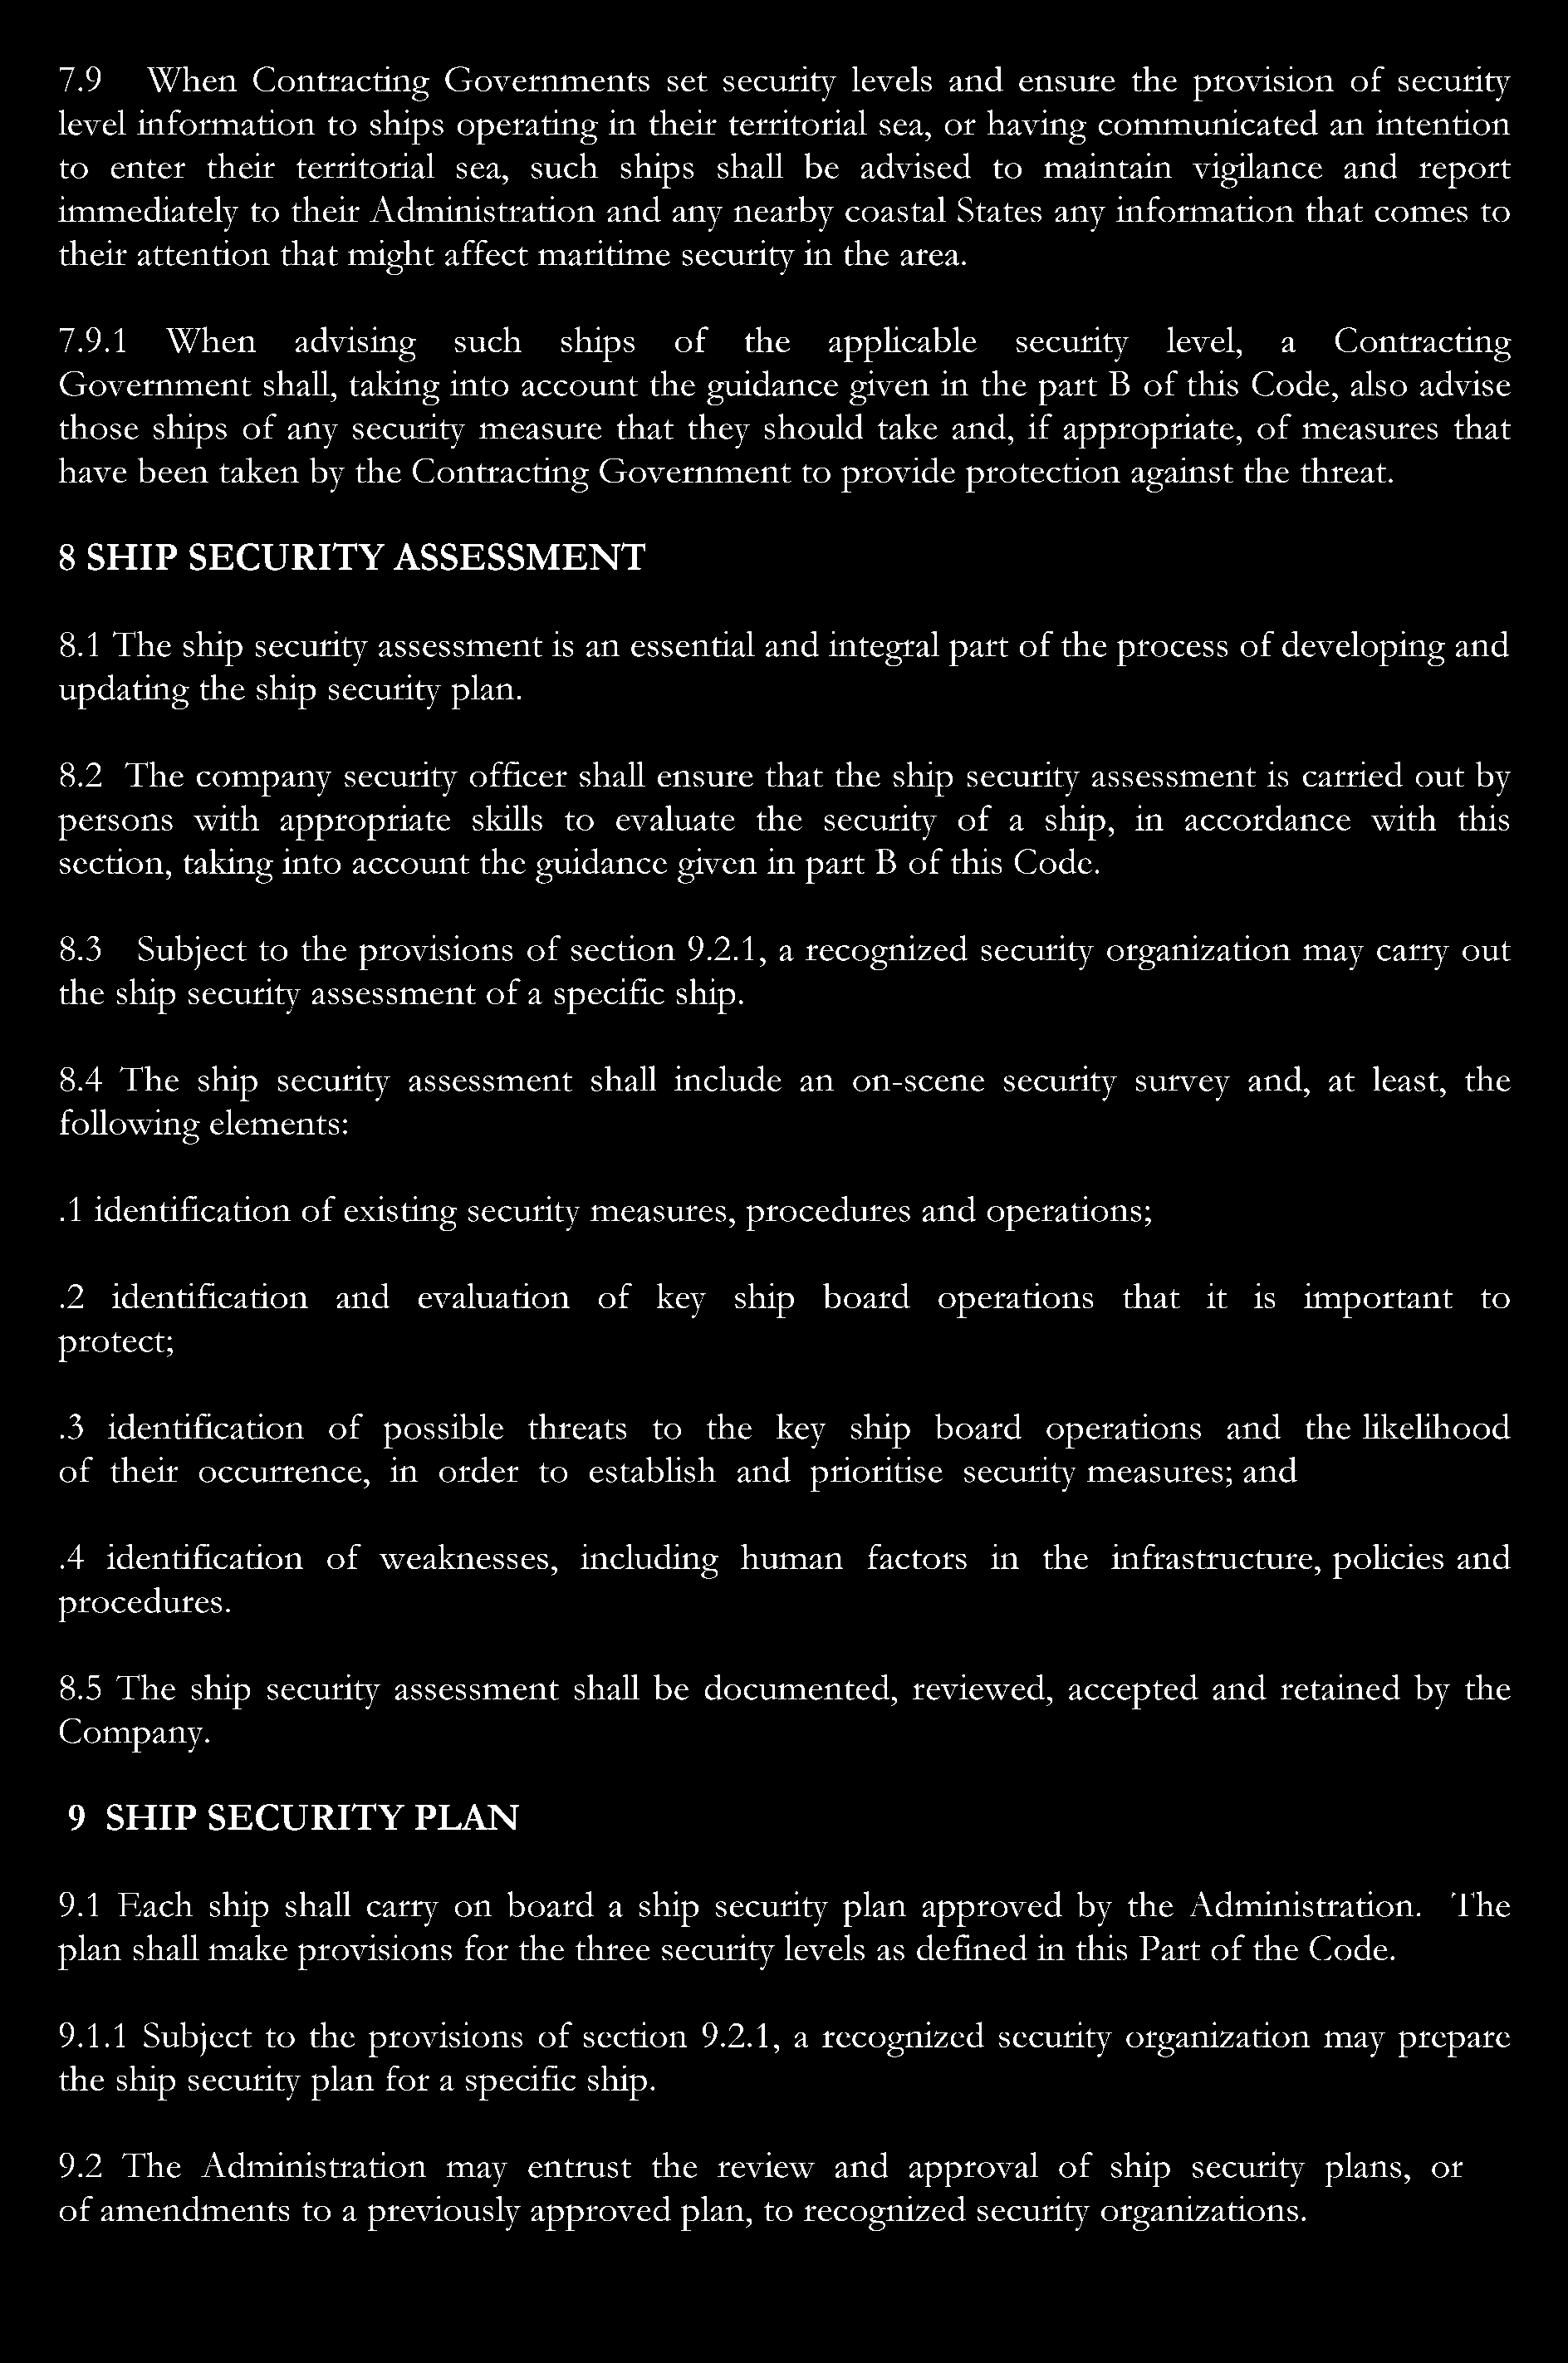 7.9 When Contracting Governments set security levels and ensure the provision of security
level information to ships operating in their territorial sea, or having communicated an intention
to enter their territorial sea, such ships shall be advised to maintain vigilance and report
immediately to their Administration and any nearby coastal States any information that comes to
their attention that might affect maritime security in the area.
7.9.1 When advising such ships of the applicable security level, a Contracting
Government shall, taking into account the guidance given in the part B of this Code, also advise
those ships of any security measure that they should take and, if appropriate, of measures that
have been taken by the Contracting Government to provide protection against the threat.
8 SHIP SECURITY ASSESSMENT
8.1 The ship security assessment is an essential and integral part of the process of developing and
updating the ship security plan.
8.2 The company security officer shall ensure that the ship security assessment is carried out by
persons with appropriate skills to evaluate the security of a ship, in accordance with this
section, taking into account the guidance given in part B of this Code.
8.3 Subject to the provisions of section 9.2.1, a recognized security organization may carry out
the ship security assessment of a specific ship.
8.4 The ship security assessment shall include an on-scene security survey and, at least, the
following elements:
.1 identification of existing security measures, procedures and operations;
.2 identification and evaluation of key ship board operations that it is important to
protect;
.3 identification of possible threats to the key ship board operations and the likelihood
of their occurrence, in order to establish and prioritise security measures; and
.4 identification of weaknesses, including human factors in the infrastructure, policies and
procedures.
8.5 The ship security assessment shall be documented, reviewed, accepted and retained by the
Company.
9 SHIP SECURITY PLAN
9.1 Each ship shall carry on board a ship security plan approved by the Administration. The
plan shall make provisions for the three security levels as defined in this Part of the Code.
9.1.1 Subject to the provisions of section 9.2.1, a recognized security organization may prepare
the ship security plan for a specific ship.
9.2 The Administration may entrust the review and approval of ship security plans, or
of amendments to a previously approved plan, to recognized security organizations.